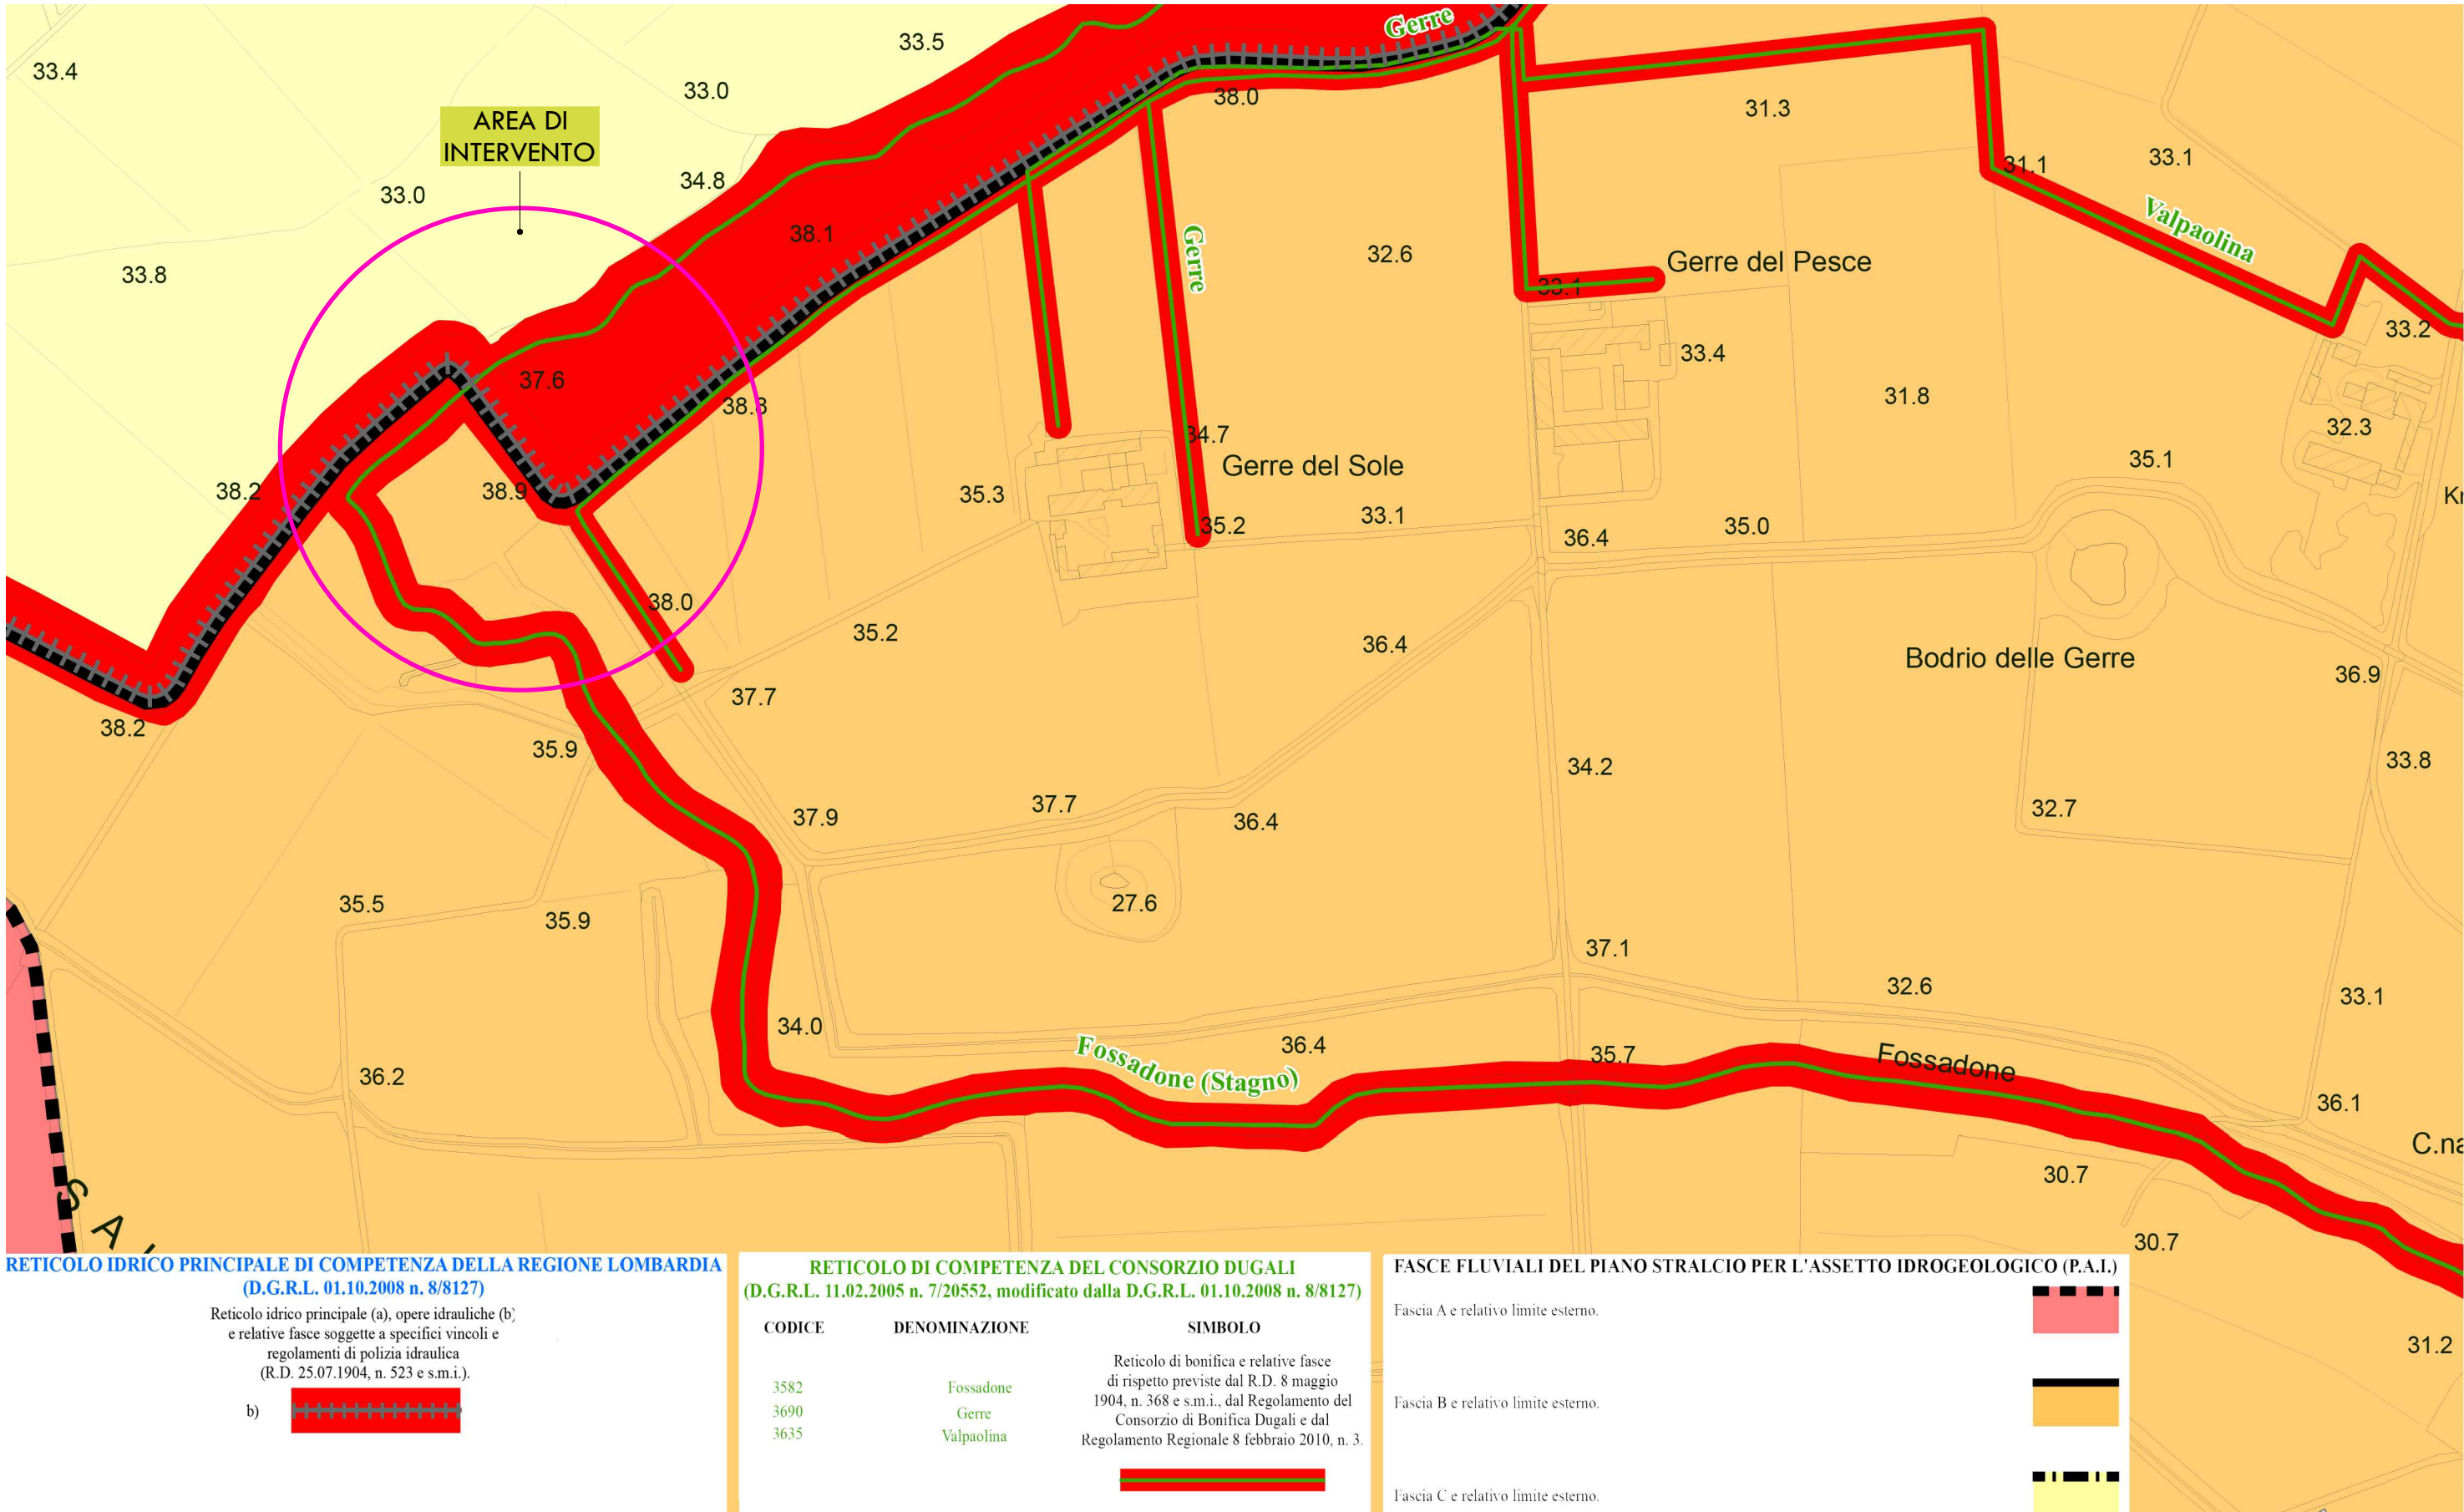 33.5
Gerre
33.4
33.0
38.0
31.3
AREA DI
INTERVENTO
33.1
31.1
34.8
33.0
Valpaolina
38.1
Gerre
32.6
Gerre del Pesce
33.8
33.1
33.2
33.4
37.6
38.3
31.8
34.7
32.3
Gerre del Sole
35.1
38.2
38.9
35.3
35.2
33.1
36.4
35.0
38.0
35.2
36.4
Bodrio delle Gerre
36.9
37.7
38.2
35.9
34.2
33.8
37.9
37.7
36.4
32.7
27.6
35.5
35.9
37.1
32.6
33.1
34.0
36.4
35.7
Fossadone (Stagno)
Fossadone
36.2
36.1
C.na
30.7
S A
30.7
31.2
RETICOLO IDRICO PRINCIPALE DI COMPETENZA DELLA REGIONE LOMBARDIA
(D.G.R.L. 01.10.2008 n. 8/8127)
Reticolo idrico principale (a), opere idrauliche (b)
e relative fasce soggette a specifici vincoli e
regolamenti di polizia idraulica
(R.D. 25.07.1904, n. 523 e s.m.i.).
b)
RETICOLO DI COMPETENZA DEL CONSORZIO DUGALI
(D.G.R.L. 11.02.2005 n. 7/20552, modificato dalla D.G.R.L. 01.10.2008 n. 8/8127)
CODICE DENOMINAZIONE SIMBOLO
Reticolo di bonifica e relative fasce
di rispetto previste dal R.D. 8 maggio
1904, n. 368 e s.m.i., dal Regolamento del
Consorzio di Bonifica Dugali e dal
Regolamento Regionale 8 febbraio 2010, n. 3.
3582 Fossadone
3690 Gerre
3635 Valpaolina
FASCE FLUVIALI DEL PIANO STRALCIO PER L'ASSETTO IDROGEOLOGICO (P.A.I.)
Fascia A e relativo limite esterno.
Fascia B e relativo limite esterno.
Fascia C e relativo limite esterno.